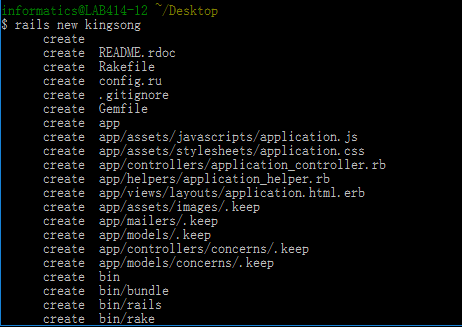 informatics@LAB414-12 ~/Desktop
$ rails new kingsong
create
create README.rdoc
create Rakefile
create config.ru
create .gitignore
create Gemfile
create app
create app/assets/javascripts/application.js
create app/assets/stylesheets/application.css
create app/controllers/application_controller.rb
create app/helpers/application_helper.rb
create app/views/layouts/application.html.erb
create app/assets/images/.keep
create app/mailers/.keep
create app/models/.keep
create app/controllers/concerns/.keep
create app/models/concerns/.keep
create bin
create bin/bundle
create bin/rails
create bin/rake